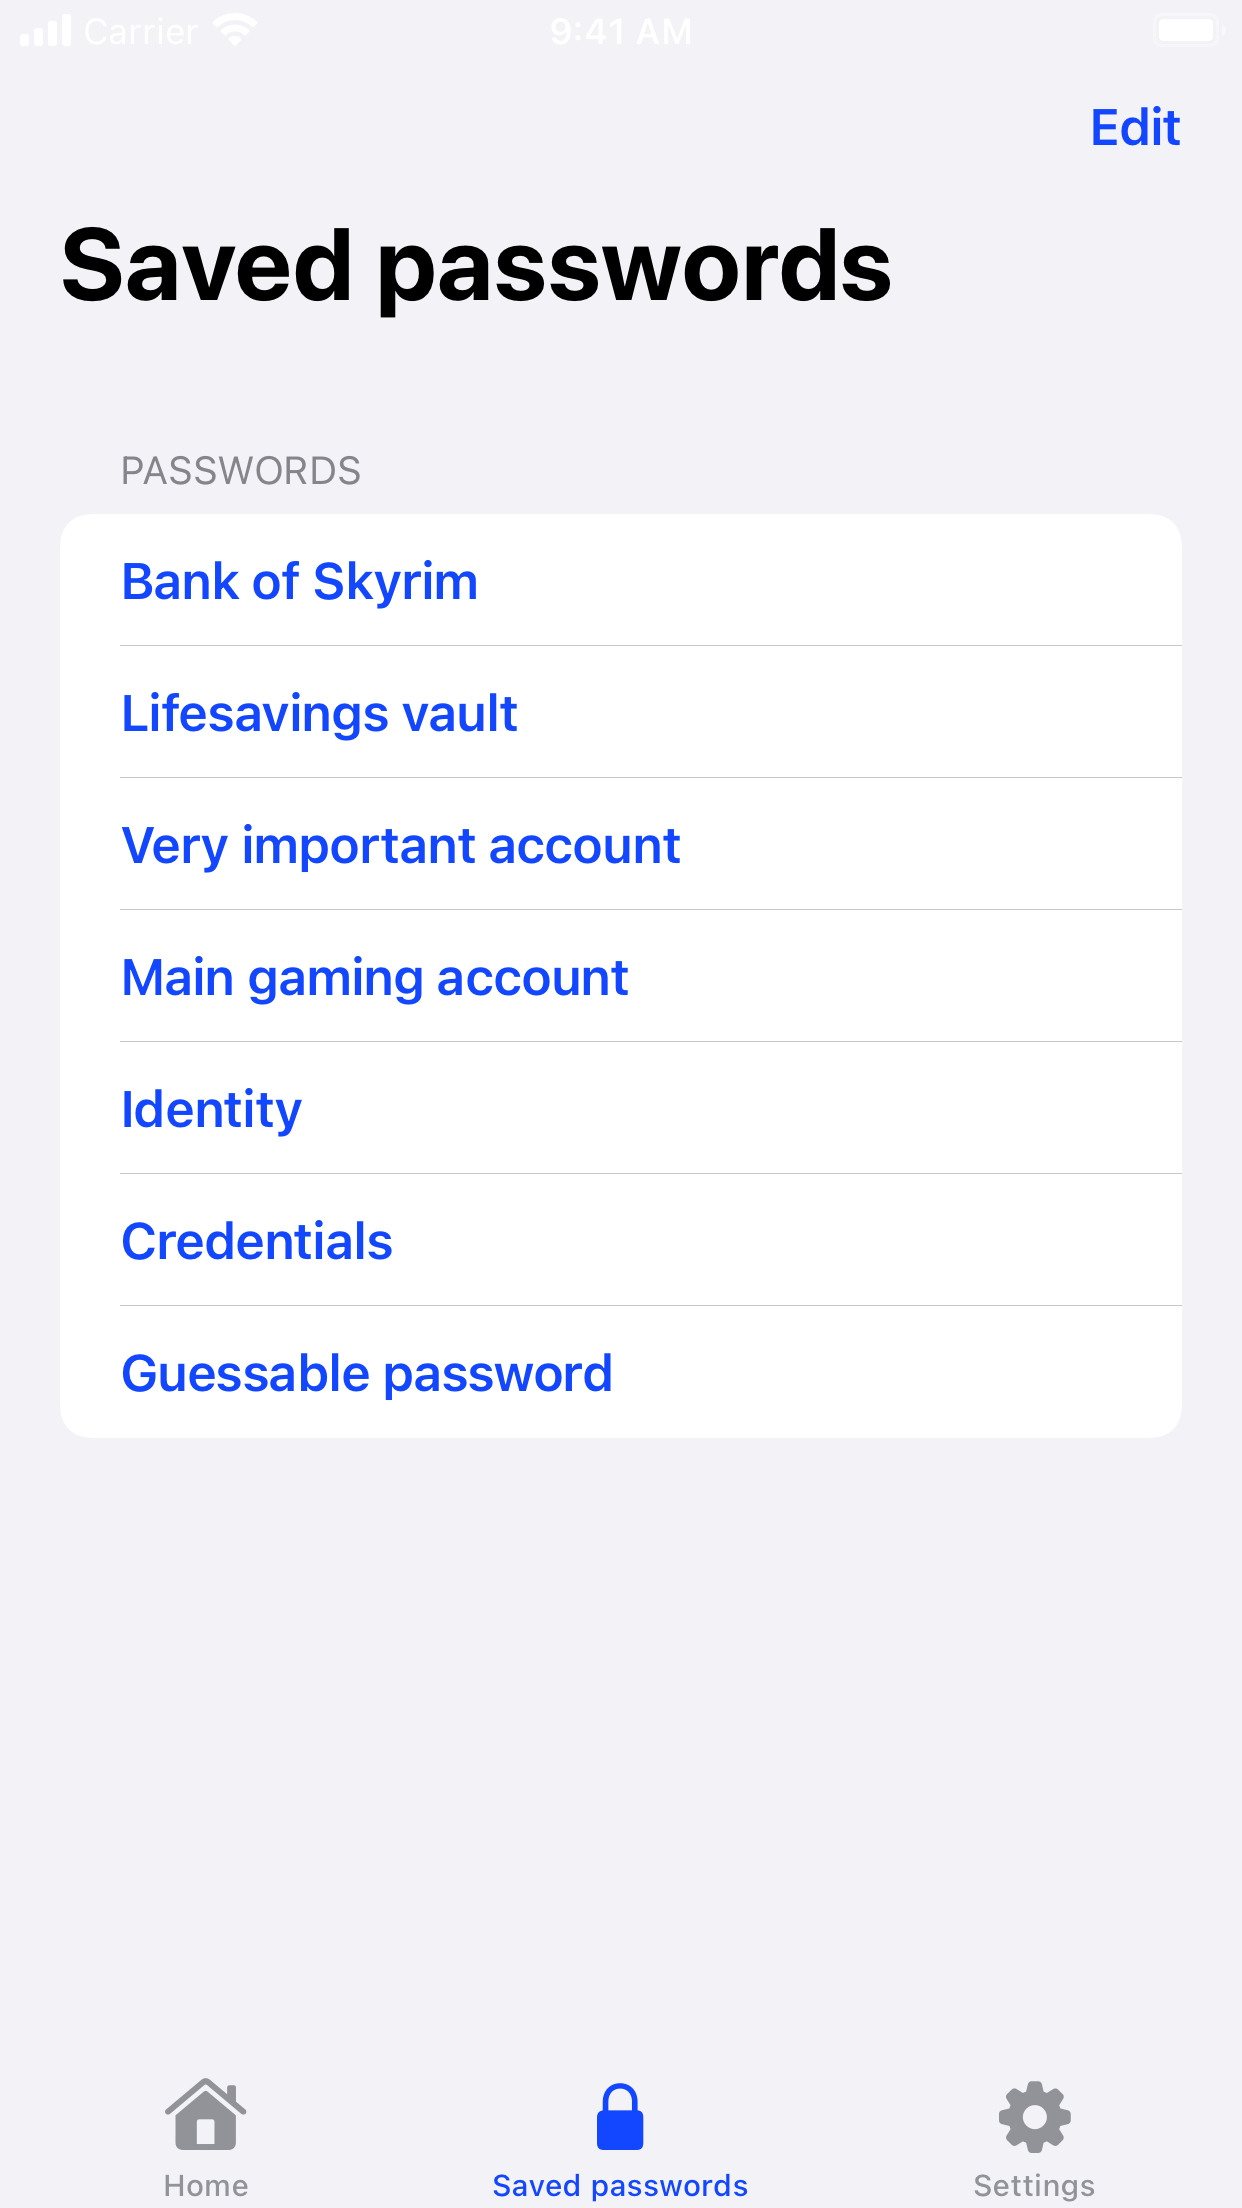 Carrier 9:41 AM
Edit
Saved passwords
PASSWORDS
Bank of Skyrim
Lifesavings vault
Very important account
Main gaming account
Identity
Credentials
Guessable password
Home Saved passwords Settings